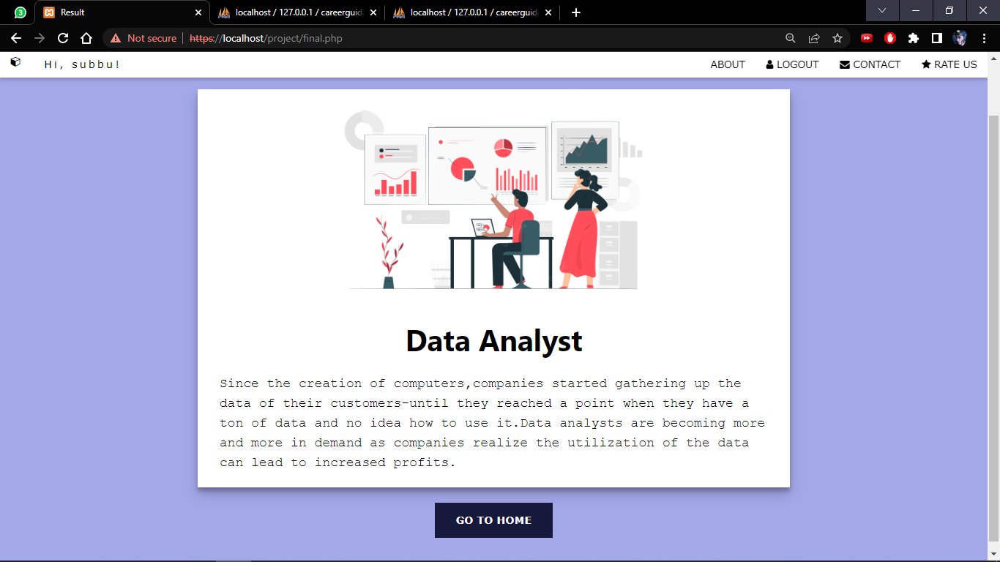 3
Result
localhost / 127.0.0.1 / careerguid
localhost / 127.0.0.1 / careerguid
Not secure
https://localhost/project/final.php
Hi, subbu!
ABOUT
LOGOUT
CONTACT
RATE US
Data Analyst
Since the creation of computers,companies started gathering up the
data of their customers-until they reached a point when they have a
ton of data and no idea how to use it.Data analysts are becoming more
and more in demand as companies realize the utilization of the data
can lead to increased profits.
GO TO HOME